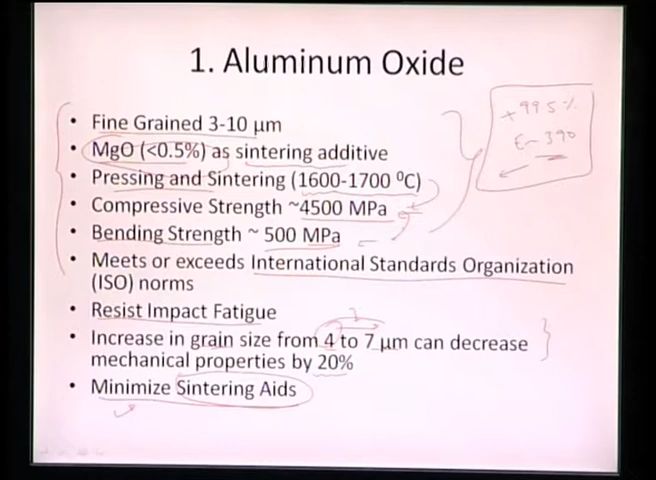 1. Aluminum Oxide
+99.5%
E~390
• Fine Grained 3-10 µm
• MgO (<0.5%) as sintering additive
• Pressing and Sintering (1600-1700 ⁰C)
• Compressive Strength ~4500 MPa
• Bending Strength ~ 500 MPa
• Meets or exceeds International Standards Organization
(ISO) norms
• Resist Impact Fatigue
• Increase in grain size from 4 to 7 µm can decrease
mechanical properties by 20%
• Minimize Sintering Aids